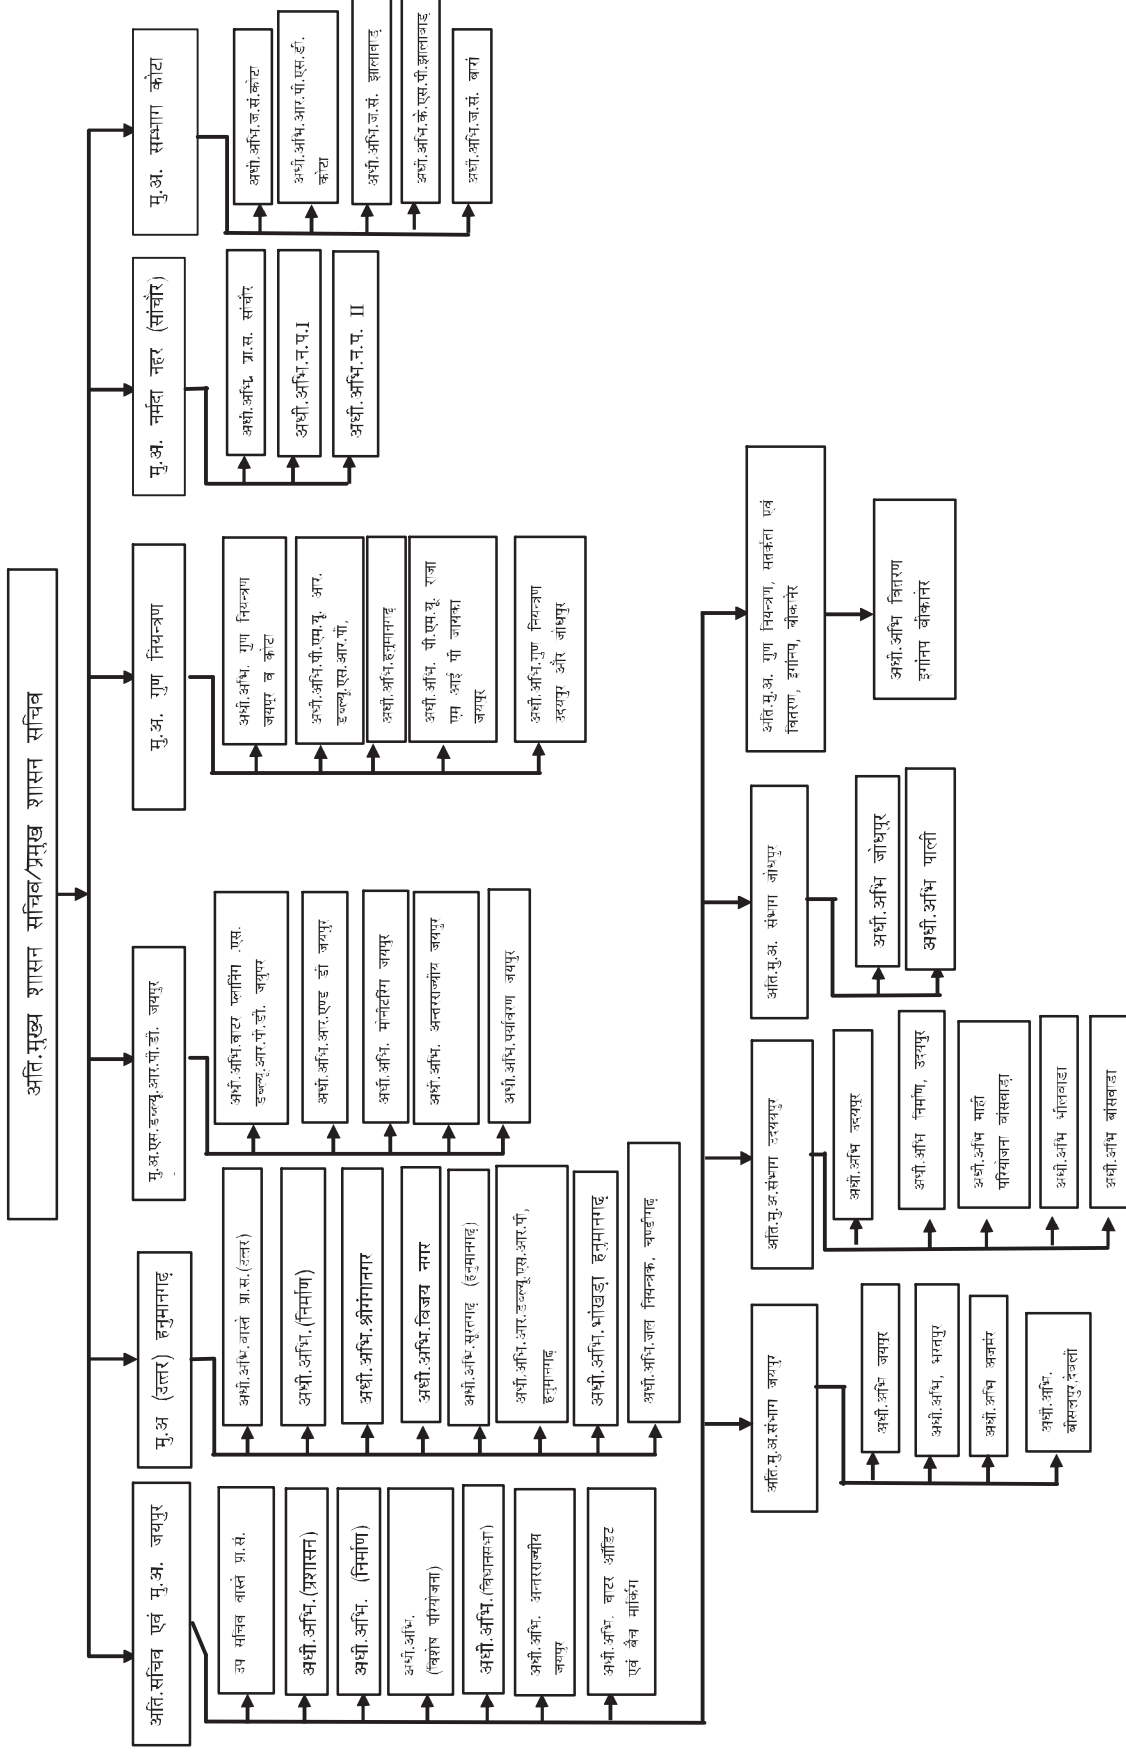 अति.मुख्य शासन सचिव/प्रमुख शासन सचिव
अति.सचिव एवं मु.अ. जयपुर
उप सचिव वास्ते प्रा.सं.
अधी.अभि.(प्रशासन)
अधी.अभि. (निर्माण)
अधी.अभि.
(विशेष परियोजना)
अधी.अभि.(विधानसभा)
अधी.अभि. अन्तरराज्यीय
जयपुर
अधी.अभि. वाटर ऑडिट
एवं बैच मार्किंग
मु.अ (उत्तर) हनुमानगढ़
अधी.अभि.वास्ते प्रा.स.(उत्तर)
अधी.अभि.(निर्माण)
अधी.अभि.श्रीगंगानगर
अधी.अभि.विजय नगर
अधी.अभि.सूरतगढ़ (हनुमानगढ़)
अधी.अभि.आर.डब्ल्यू.एस.आर.पी,
हनुमानगढ़
अधी.अभि.भांखड़ा हनुमानगढ़
अधी.अभि.जल नियन्त्रक, चण्डीगढ़
मु.अ.एस.डब्ल्यू.आर.पी.डी. जयपुर
अधी.अभि.वाटर प्लानिंग .एस.
डब्ल्यू.आर.पी.डी. जयपुर
अधी.अभि.आर.एण्ड डी जयपुर
अधी.अभि. मोनीटरिंग जयपुर
अधी.अभि. अन्तरराज्यीय जयपुर
अधी.अभि.पर्यावरण जयपुर
मु.अ. गुण नियन्त्रण
अधी.अभि. गुण नियन्त्रण
जयपुर व कोटा
अधी.अभि.पी.एम.यू. आर.
डब्ल्यू.एस.आर.पी,
अधी.अभि.हनुमानगढ़
अधी.अभि. पी.एम.यू. राजा
एम आई पी जायका
जयपुर
अधी.अभि.गुण नियन्त्रण
उदयपुर और जोधपुर
मु.अ. नर्मदा नहर (सांचौर)
अधी.अभि. प्रा.स. सांचौर
अधी.अभि.न.प.I
अधी.अभि.न.प. II
मु.अ. सम्भाग कोटा
अधी.अभि.ज.सं.कोटा
अधी.अभि.आर.पी.एस.डी.
कोटा
अधी.अभि.ज.सं. झालावाड़
अधी.अभि.के.एस.पी.झालावाड़
अधी.अभि.ज.सं. बारां
अति.मु.अ.संभाग जयपुर
अधी.अभि जयपुर
अधी.अभि, भरतपुर
अधी.अभि अजमेर
अधी.अभि.
बीसलपुर,देवली
अति.मु.अ.संभाग उदययपुर
अधी.अभि उदयपुर
अधी.अभि निर्माण, उदयपुर
अधी.अभि माही
परियोजना बांसवाड़ा
अधी.अभि भीलवाडा
अधी.अभि बांसवाडा
अति.मु.अ. संभाग जोधपुर
अधी.अभि जोधपुर
अधी.अभि पाली
अति.मु.अ. गुण नियन्त्रण, सतर्कता एवं
वितरण, इगांनप, बीकानेर
अधी.अभि वितरण
इगांनप बीकानेर